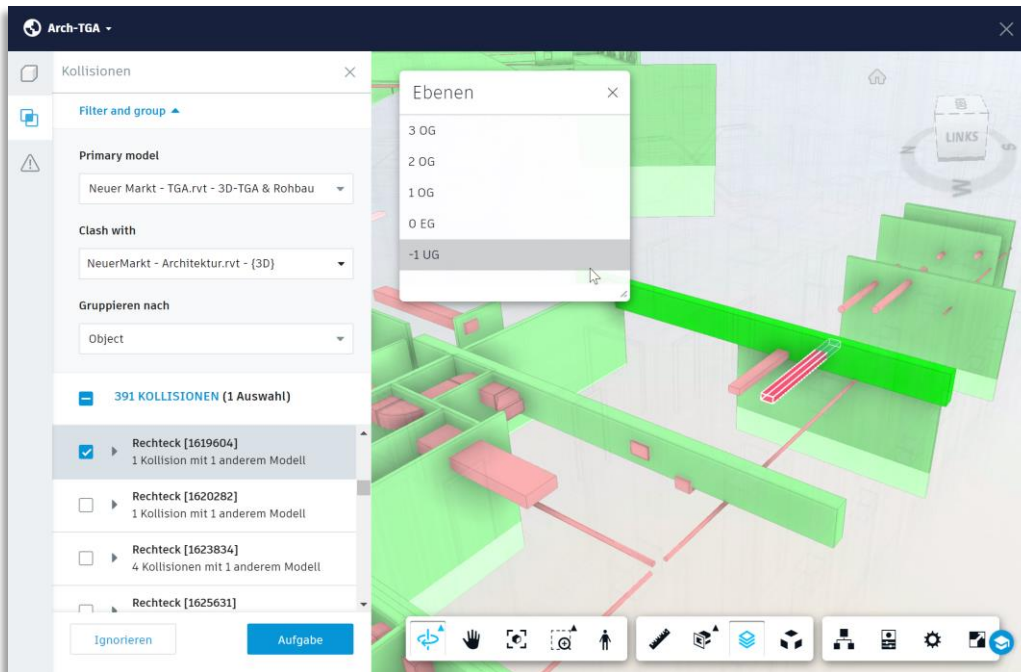 Arch-TGA
Kollisionen
Filter and group
Primary model
Neuer Markt - TGA.rvt - 3D-TGA & Rohbau
Clash with
NeuerMarkt - Architektur.rvt - {3D}
Gruppieren nach
Object
391 KOLLISIONEN (1 Auswahl)
Rechteck [1619604]
1 Kollision mit 1 anderem Modell
Rechteck [1620282]
1 Kollision mit 1 anderem Modell
Rechteck [1623834]
4 Kollisionen mit 1 anderem Modell
Rechteck [1625631]
Ignorieren
Aufgabe
Ebenen
3 OG
2 OG
1 OG
0 EG
-1 UG
LINKS
N
S
W